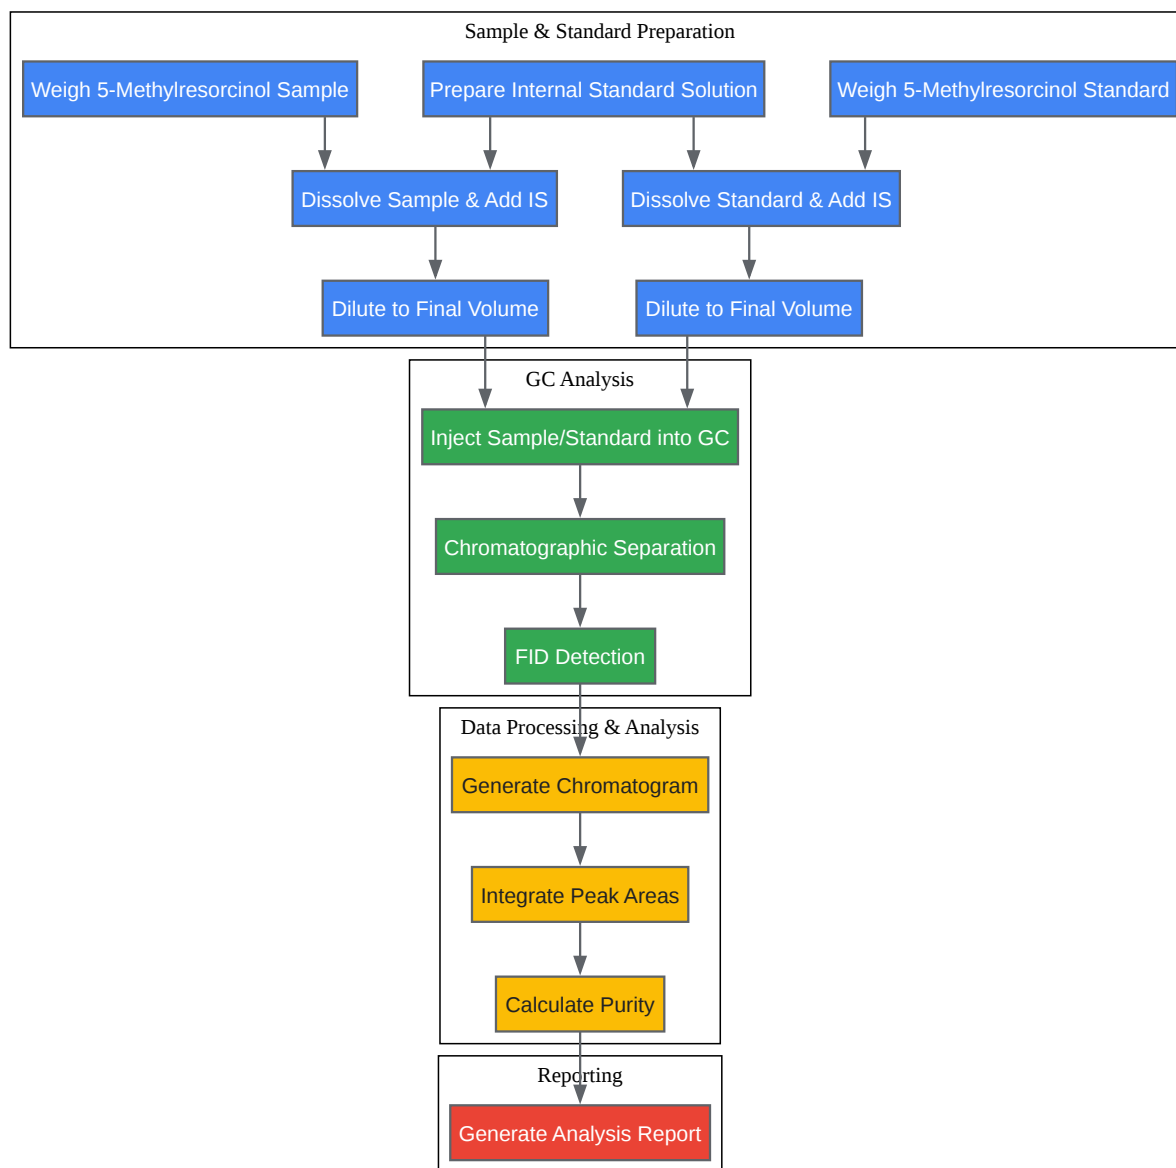 Sample & Standard Preparation
Weigh 5-Methylresorcinol Sample
Prepare Internal Standard Solution
Weigh 5-Methylresorcinol Standard
Dissolve Sample & Add IS
Dissolve Standard & Add IS
Dilute to Final Volume
Dilute to Final Volume
GC Analysis
Inject Sample/Standard into GC
Chromatographic Separation
FID Detection
Data Processing & Analysis
Generate Chromatogram
Integrate Peak Areas
Calculate Purity
Reporting
Generate Analysis Report